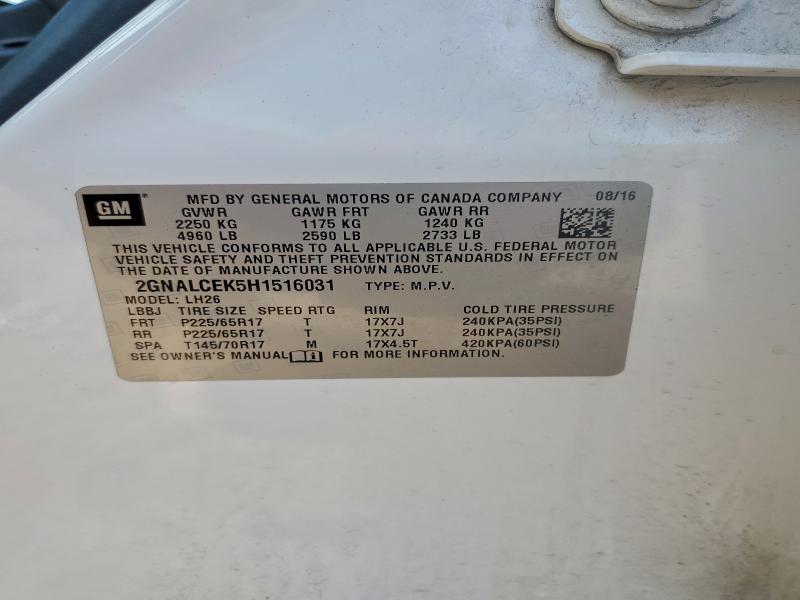 GM MFD BY GENERAL MOTORS OF CANADA COMPANY 08/16
GVWR GAWR FRT GAWR RR
2250 KG 1175 KG 1240 KG
4960 LB 2590 LB 2733 LB
THIS VEHICLE CONFORMS TO ALL APPLICABLE U.S. FEDERAL MOTOR
VEHICLE SAFETY AND THEFT PREVENTION STANDARDS IN EFFECT ON
THE DATE OF MANUFACTURE SHOWN ABOVE.
2GNALCEK5H1516031 TYPE: M.P.V.
MODEL: LH26
LBBJ TIRE SIZE SPEED RTG RIM COLD TIRE PRESSURE
FRT P225/65R17 T 17X7J 240KPA(35PSI)
RR P225/65R17 T 17X7J 240KPA(35PSI)
SPA T145/70R17 M 17X4.5T 420KPA(60PSI)
SEE OWNER'S MANUAL FOR MORE INFORMATION.